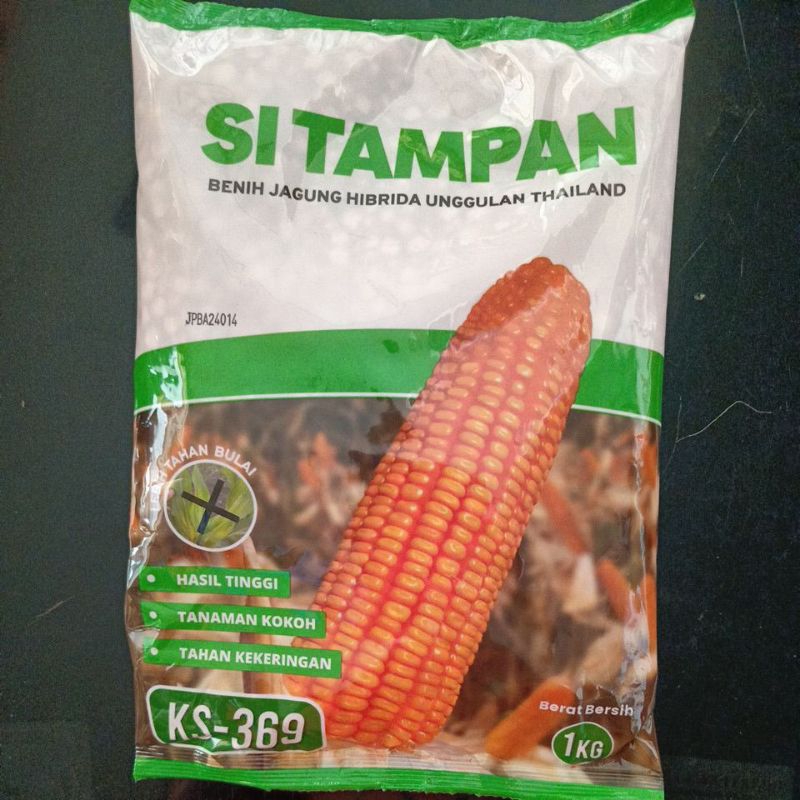 SI TAMPAN
BENIH JAGUNG HIBRIDA UNGGULAN THAILAND
JPBA24014
TAHAN BULAI
HASIL TINGGI
TANAMAN KOKOH
TAHAN KEKERINGAN
KS-369
Berat Bersih
1KG